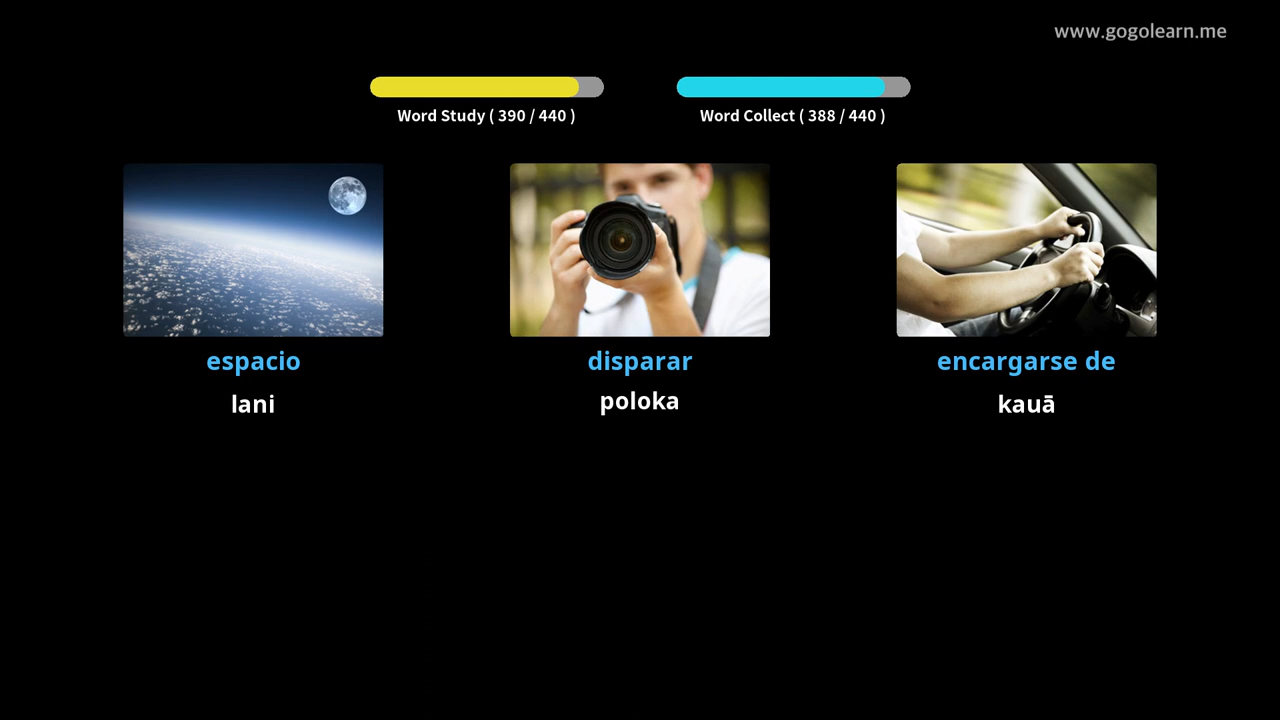 www.gogolearn.me
Word Study ( 390 / 440 )
Word Collect ( 388 / 440 )
espacio
lani
disparar
poloka
encargarse de
kauā